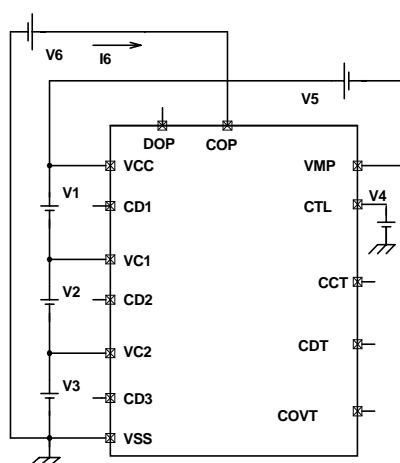 V6
I6
V5
DOP
COP
VCC
VMP
V1
CD1
CTL
V4
VC1
V2
CD2
CCT
VC2
CDT
V3
CD3
COVT
VSS